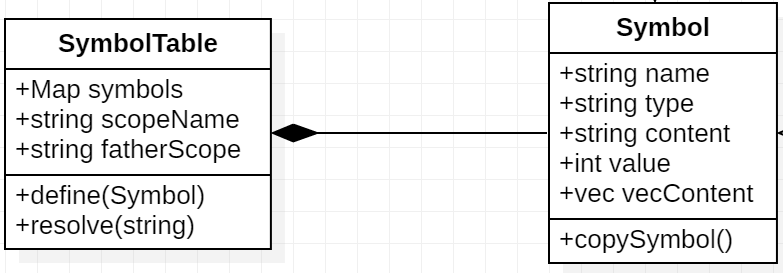 SymbolTable
+Map symbols
+string scopeName
+string fatherScope
+define(Symbol)
+resolve(string)
Symbol
+string name
+string type
+string content
+int value
+vec vecContent
+copySymbol()